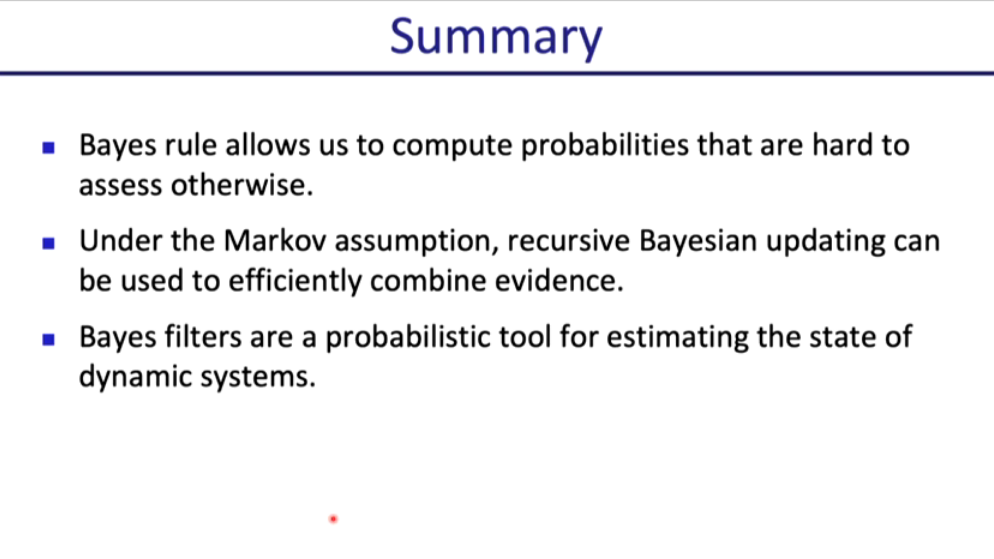 Summary
▪ Bayes rule allows us to compute probabilities that are hard to
assess otherwise.
▪ Under the Markov assumption, recursive Bayesian updating can
be used to efficiently combine evidence.
▪ Bayes filters are a probabilistic tool for estimating the state of
dynamic systems.